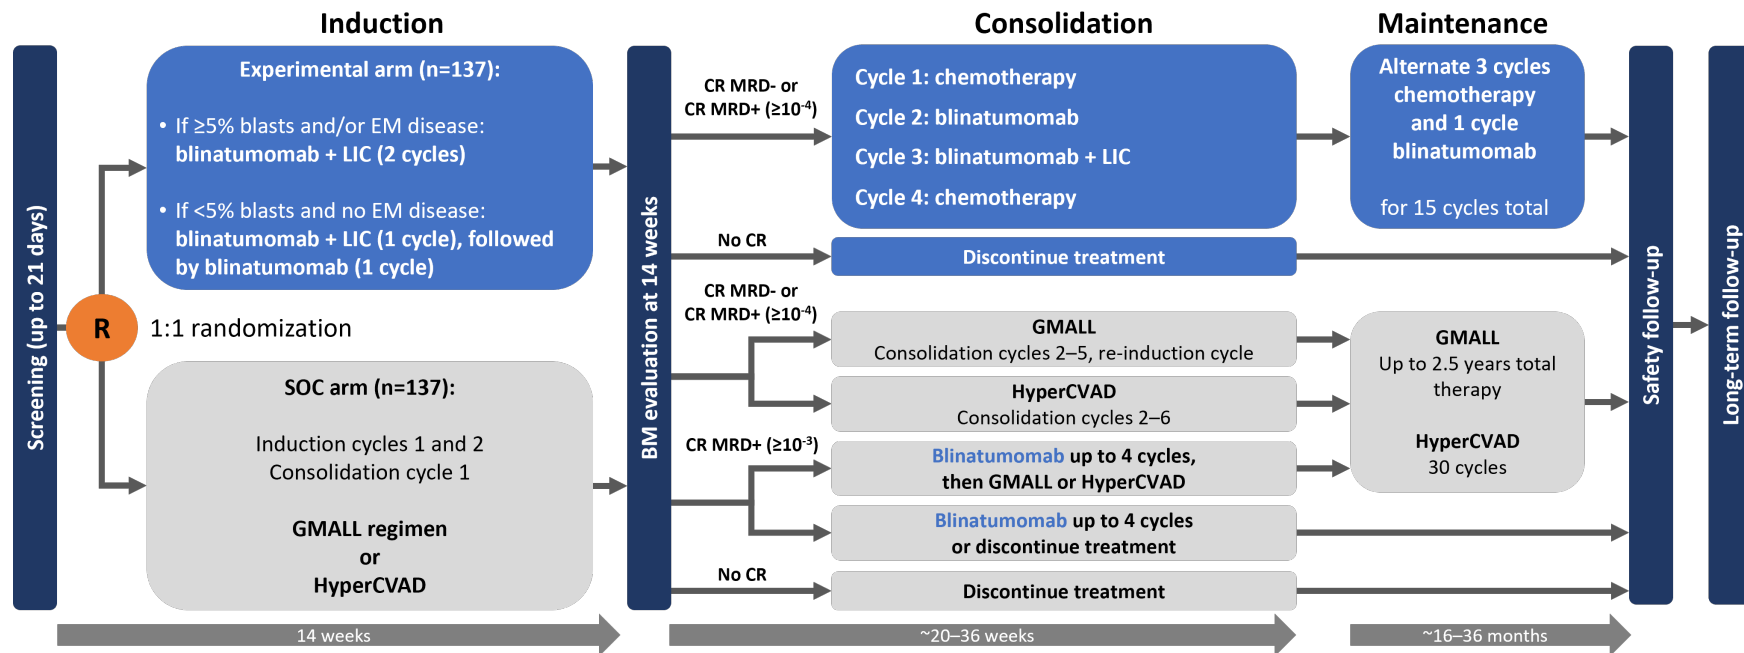 Induction
Consolidation
Maintenance
Screening (up to 21 days)
R
1:1 randomization
Experimental arm (n=137):
• If ≥5% blasts and/or EM disease:
blinatumomab + LIC (2 cycles)
• If <5% blasts and no EM disease:
blinatumomab + LIC (1 cycle), followed
by blinatumomab (1 cycle)
SOC arm (n=137):
Induction cycles 1 and 2
Consolidation cycle 1
GMALL regimen
or
HyperCVAD
BM evaluation at 14 weeks
CR MRD- or
CR MRD+ (≥10⁻⁴)
Cycle 1: chemotherapy
Cycle 2: blinatumomab
Cycle 3: blinatumomab + LIC
Cycle 4: chemotherapy
Alternate 3 cycles
chemotherapy
and 1 cycle
blinatumomab
for 15 cycles total
No CR
Discontinue treatment
CR MRD- or
CR MRD+ (≥10⁻⁴)
GMALL
Consolidation cycles 2–5, re-induction cycle
HyperCVAD
Consolidation cycles 2–6
GMALL
Up to 2.5 years total
therapy
HyperCVAD
30 cycles
CR MRD+ (≥10⁻³)
Blinatumomab up to 4 cycles,
then GMALL or HyperCVAD
Blinatumomab up to 4 cycles
or discontinue treatment
No CR
Discontinue treatment
Safety follow-up
Long-term follow-up
14 weeks
~20–36 weeks
~16–36 months